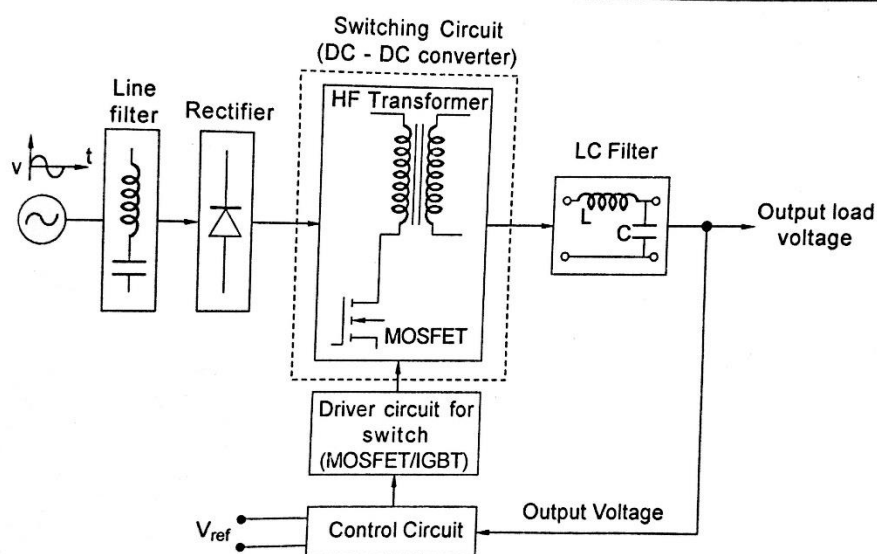 Switching Circuit
(DC - DC converter)
Line
filter
Rectifier
HF Transformer
LC Filter
v
t
L
C
Output load
voltage
MOSFET
Driver circuit for
switch
(MOSFET/IGBT)
Output Voltage
Vref
Control Circuit